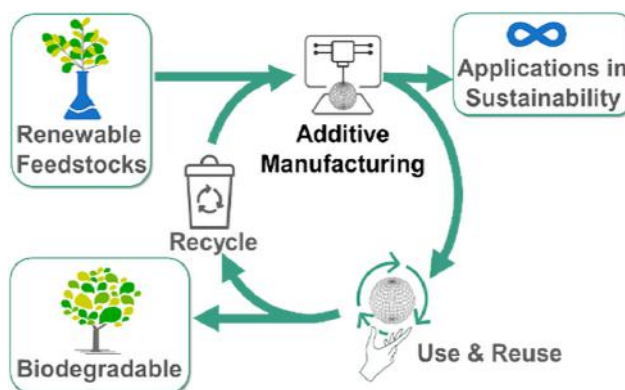 Renewable
Feedstocks
Additive
Manufacturing
Applications in
Sustainability
Recycle
Biodegradable
Use & Reuse